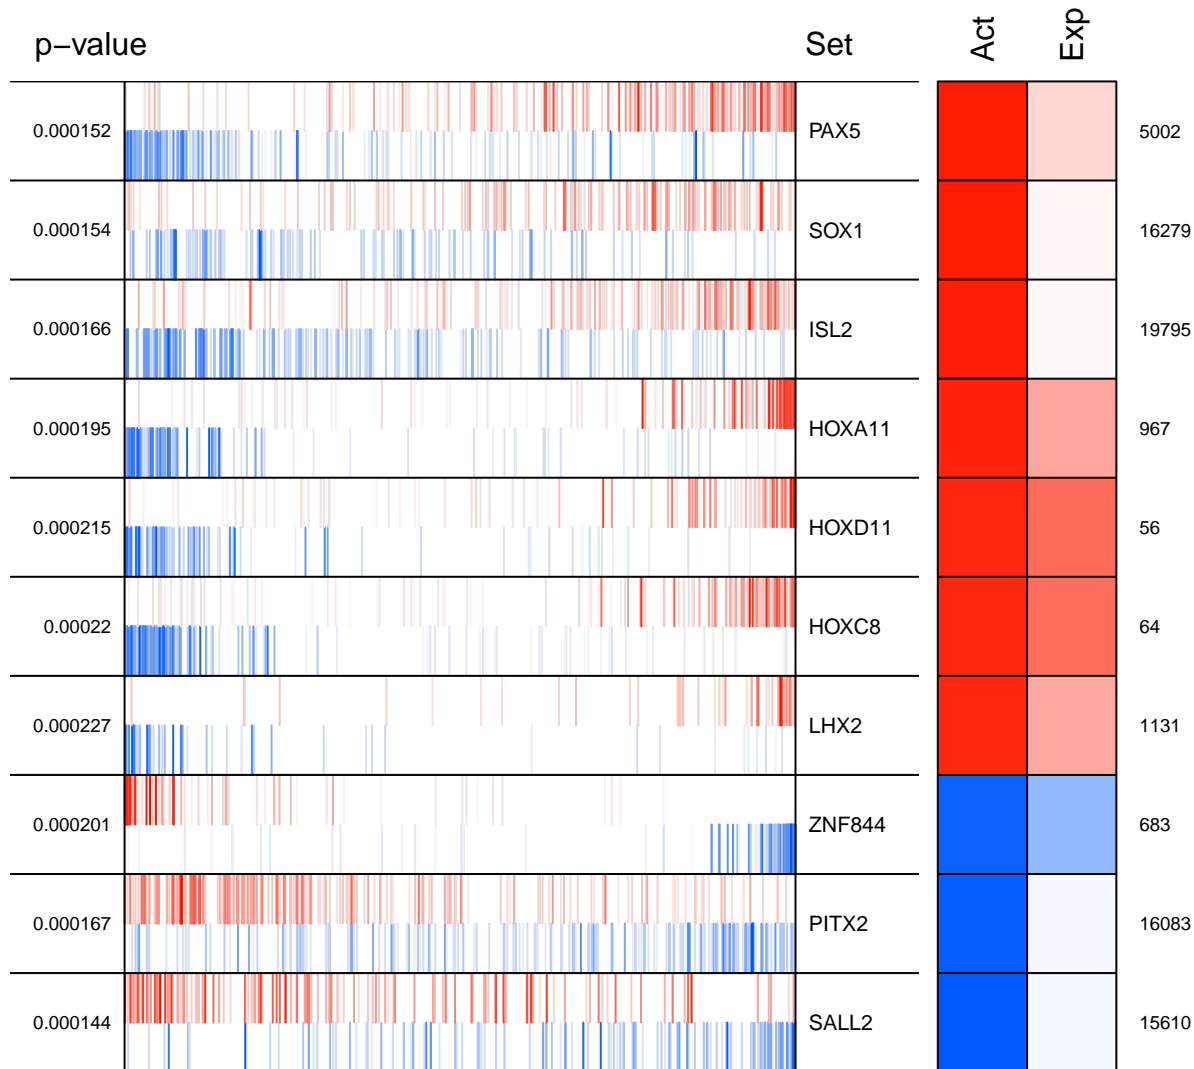 p−value Set Act Exp
0.000152 PAX5 5002
0.000154 SOX1 16279
0.000166 ISL2 19795
0.000195 HOXA11 967
0.000215 HOXD11 56
0.00022 HOXC8 64
0.000227 LHX2 1131
0.000201 ZNF844 683
0.000167 PITX2 16083
0.000144 SALL2 15610